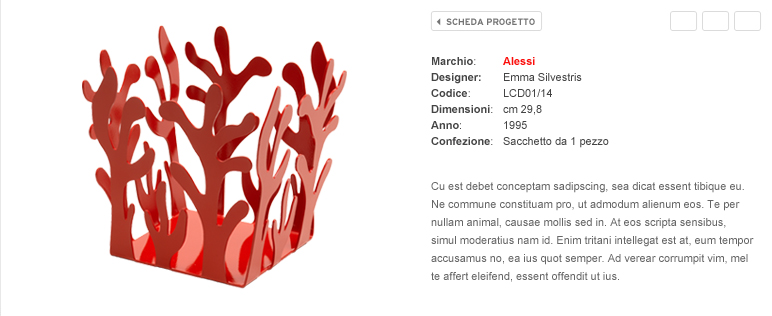 SCHEDA PROGETTO
Marchio: Alessi
Designer: Emma Silvestris
Codice: LCD01/14
Dimensioni: cm 29,8
Anno: 1995
Confezione: Sacchetto da 1 pezzo
Cu est debet conceptam sadipscing, sea dicat essent tibique eu.
Ne commune constituam pro, ut admodum alienum eos. Te per
nullam animal, causae mollis sed in. At eos scripta sensibus,
simul moderatius nam id. Enim tritani intellegat est at, eum tempor
accusamus no, ea ius quot semper. Ad verear corrumpit vim, mel
te affert eleifend, essent offendit ut ius.